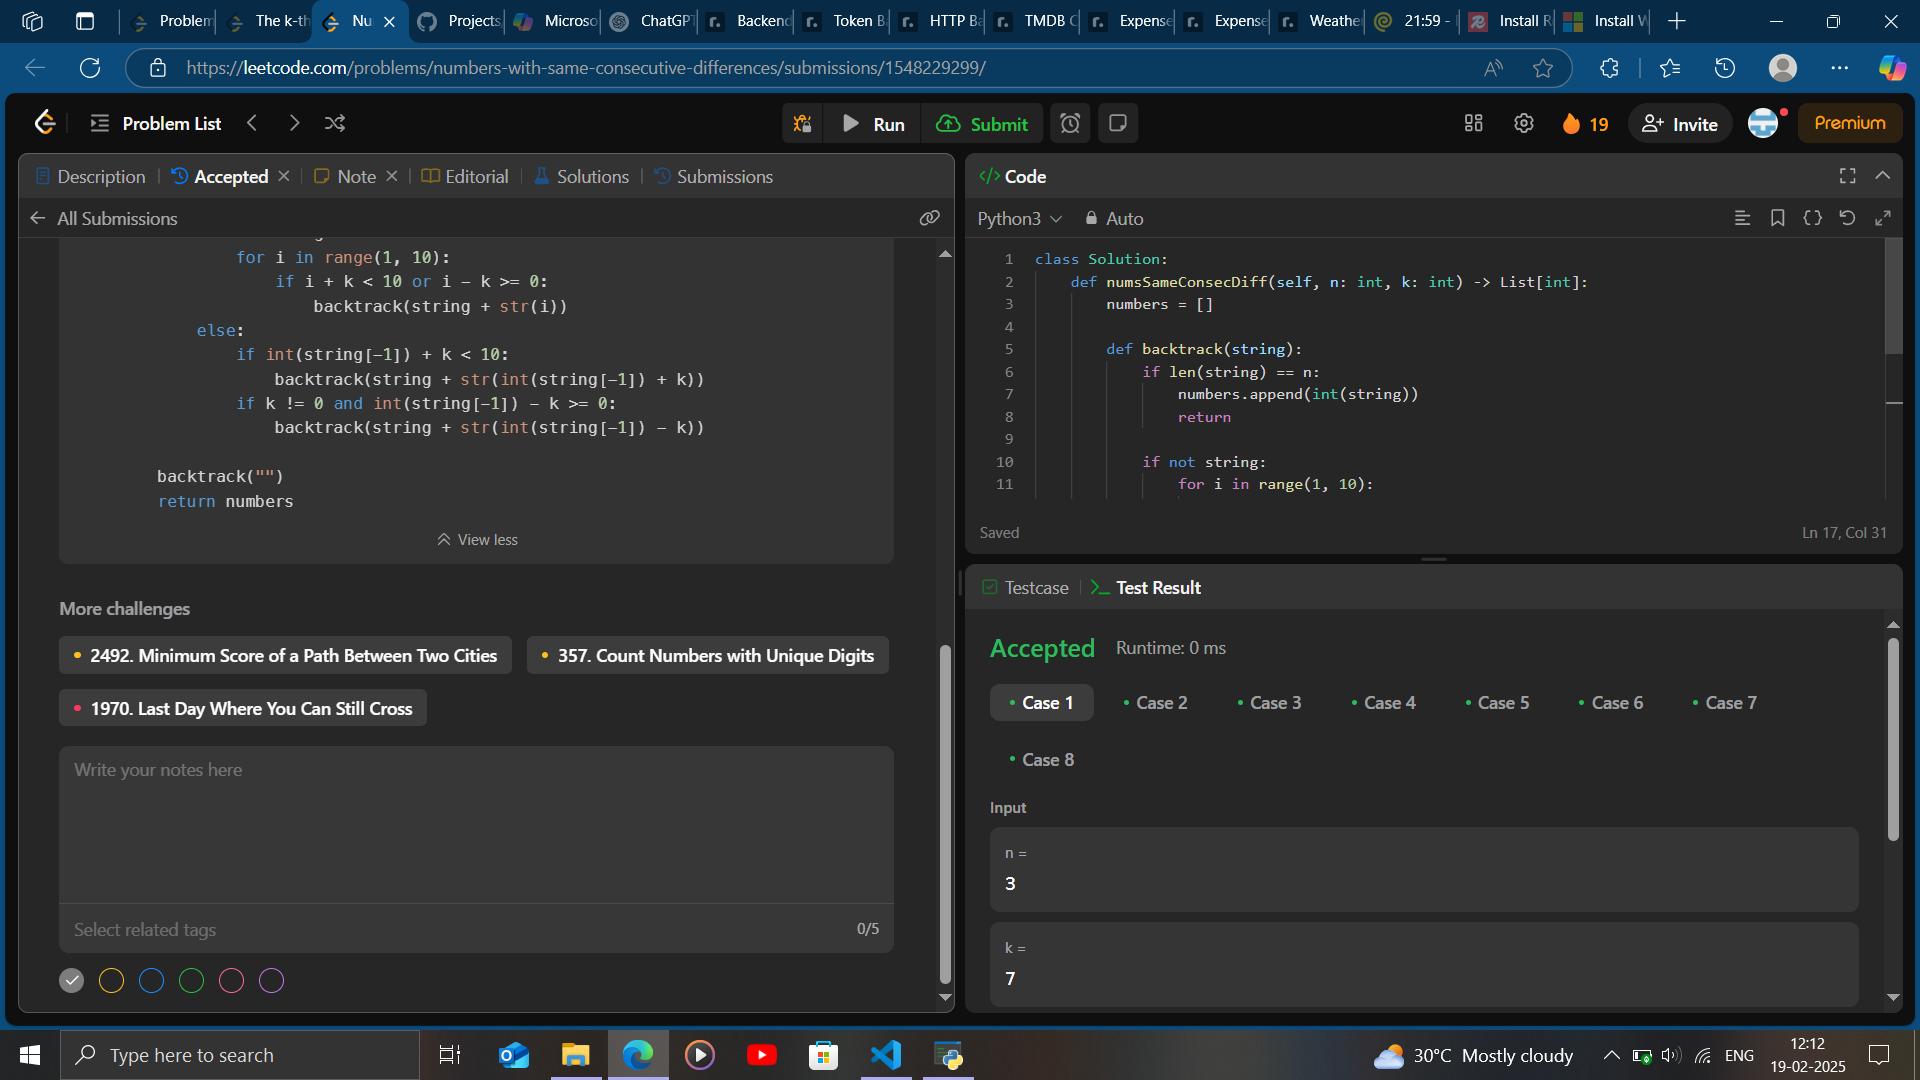 Problem
The k-th
Nu
Projects
Microso
ChatGPT
Backend
Token B
HTTP Ba
TMDB C
Expense
Expense
Weather
21:59 -
Install R
Install W
https://leetcode.com/problems/numbers-with-same-consecutive-differences/submissions/1548229299/
Problem List
Run
Submit
19
Invite
Premium
Description
Accepted
Note
Editorial
Solutions
Submissions
All Submissions
for i in range(1, 10):
if i + k < 10 or i - k >= 0:
backtrack(string + str(i))
else:
if int(string[-1]) + k < 10:
backtrack(string + str(int(string[-1]) + k))
if k != 0 and int(string[-1]) - k >= 0:
backtrack(string + str(int(string[-1]) - k))
backtrack("")
return numbers
View less
More challenges
2492. Minimum Score of a Path Between Two Cities
357. Count Numbers with Unique Digits
1970. Last Day Where You Can Still Cross
Write your notes here
Select related tags
0/5
</> Code
Python3
Auto
1 class Solution:
2 def numsSameConsecDiff(self, n: int, k: int) -> List[int]:
3 numbers = []
4
5 def backtrack(string):
6 if len(string) == n:
7 numbers.append(int(string))
8 return
9
10 if not string:
11 for i in range(1, 10):
Saved
Ln 17, Col 31
Testcase
Test Result
Accepted
Runtime: 0 ms
Case 1
Case 2
Case 3
Case 4
Case 5
Case 6
Case 7
Case 8
Input
n =
3
k =
7
Type here to search
30°C Mostly cloudy
ENG
12:12
19-02-2025